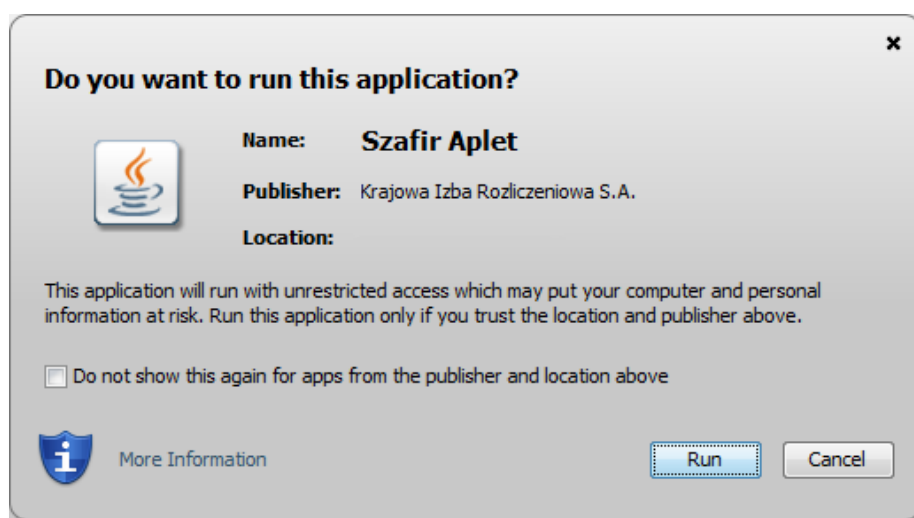 Do you want to run this application?
Name: Szafir Aplet
Publisher: Krajowa Izba Rozliczeniowa S.A.
Location:
This application will run with unrestricted access which may put your computer and personal
information at risk. Run this application only if you trust the location and publisher above.
Do not show this again for apps from the publisher and location above
More Information Run Cancel